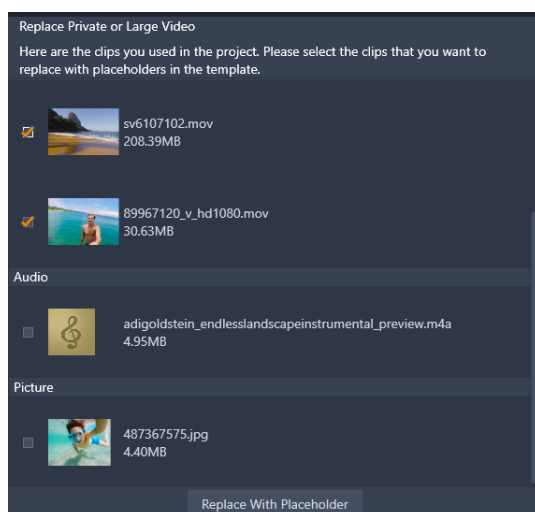 Replace Private or Large Video
Here are the clips you used in the project. Please select the clips that you want to
replace with placeholders in the template.
sv6107102.mov
208.39MB
89967120_v_hd1080.mov
30.63MB
Audio
adigoldstein_endlesslandscapeinstrumental_preview.m4a
4.95MB
Picture
487367575.jpg
4.40MB
Replace With Placeholder